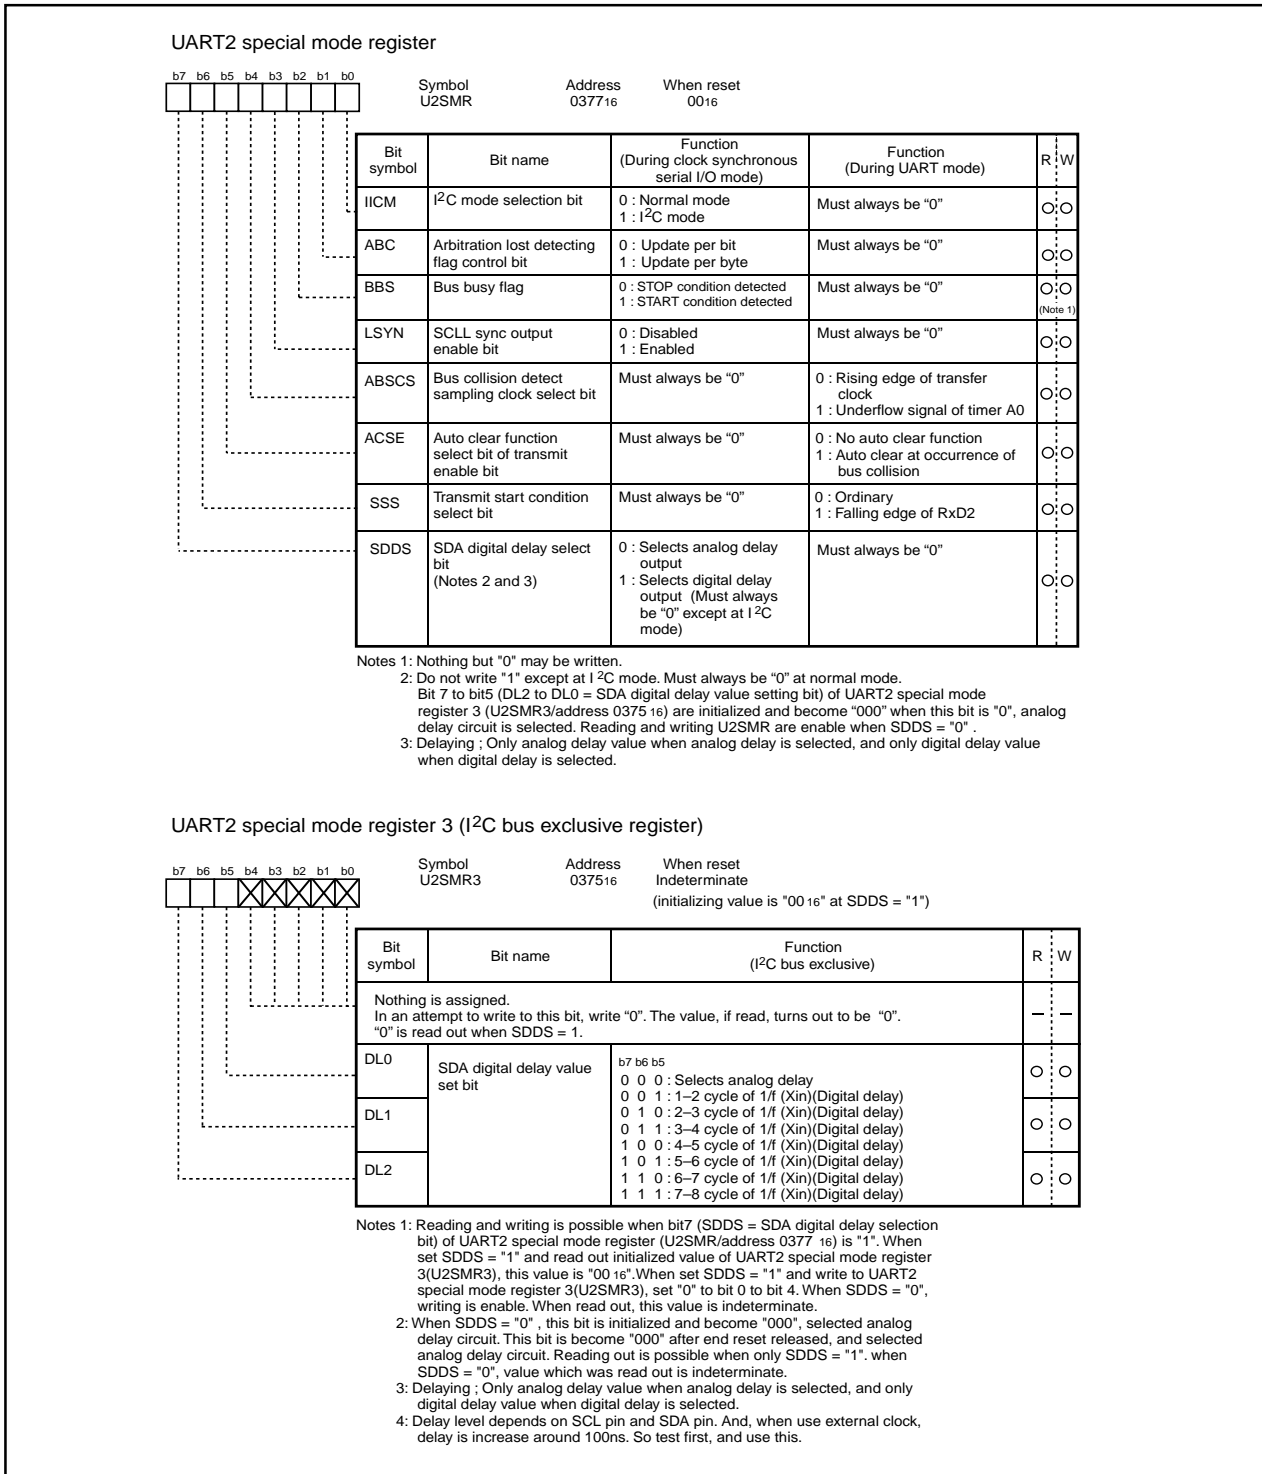 UART2 special mode register
b7 b6 b5 b4 b3 b2 b1 b0
Symbol Address When reset
U2SMR 037716 0016
Bit symbol Bit name Function (During clock synchronous serial I/O mode) Function (During UART mode) R W
IICM I2C mode selection bit 0 : Normal mode Must always be “0”
1 : I2C mode
ABC Arbitration lost detecting 0 : Update per bit Must always be “0”
flag control bit 1 : Update per byte
BBS Bus busy flag 0 : STOP condition detected Must always be “0”
1 : START condition detected
(Note 1)
LSYN SCLL sync output 0 : Disabled Must always be “0”
enable bit 1 : Enabled
ABSCS Bus collision detect Must always be “0” 0 : Rising edge of transfer
sampling clock select bit clock
1 : Underflow signal of timer A0
ACSE Auto clear function Must always be “0” 0 : No auto clear function
select bit of transmit 1 : Auto clear at occurrence of
enable bit bus collision
SSS Transmit start condition Must always be “0” 0 : Ordinary
select bit 1 : Falling edge of RxD2
SDDS SDA digital delay select 0 : Selects analog delay Must always be “0”
bit output
(Notes 2 and 3) 1 : Selects digital delay
output (Must always
be “0” except at I2C
mode)
Notes 1: Nothing but "0" may be written.
2: Do not write "1" except at I2C mode. Must always be “0” at normal mode.
Bit 7 to bit5 (DL2 to DL0 = SDA digital delay value setting bit) of UART2 special mode
register 3 (U2SMR3/address 037516) are initialized and become “000” when this bit is "0", analog
delay circuit is selected. Reading and writing U2SMR are enable when SDDS = "0" .
3: Delaying ; Only analog delay value when analog delay is selected, and only digital delay value
when digital delay is selected.
UART2 special mode register 3 (I2C bus exclusive register)
b7 b6 b5 b4 b3 b2 b1 b0
Symbol Address When reset
U2SMR3 037516 Indeterminate
(initializing value is "0016" at SDDS = "1")
Bit symbol Bit name Function (I2C bus exclusive) R W
Nothing is assigned.
In an attempt to write to this bit, write “0”. The value, if read, turns out to be “0”.
“0” is read out when SDDS = 1.
– –
DL0
DL1
DL2
SDA digital delay value
set bit
b7 b6 b5
0 0 0 : Selects analog delay
0 0 1 : 1–2 cycle of 1/f (Xin)(Digital delay)
0 1 0 : 2–3 cycle of 1/f (Xin)(Digital delay)
0 1 1 : 3–4 cycle of 1/f (Xin)(Digital delay)
1 0 0 : 4–5 cycle of 1/f (Xin)(Digital delay)
1 0 1 : 5–6 cycle of 1/f (Xin)(Digital delay)
1 1 0 : 6–7 cycle of 1/f (Xin)(Digital delay)
1 1 1 : 7–8 cycle of 1/f (Xin)(Digital delay)
Notes 1: Reading and writing is possible when bit7 (SDDS = SDA digital delay selection
bit) of UART2 special mode register (U2SMR/address 037716) is "1". When
set SDDS = "1" and read out initialized value of UART2 special mode register
3(U2SMR3), this value is "0016".When set SDDS = "1" and write to UART2
special mode register 3(U2SMR3), set "0" to bit 0 to bit 4. When SDDS = "0",
writing is enable. When read out, this value is indeterminate.
2: When SDDS = "0" , this bit is initialized and become "000", selected analog
delay circuit. This bit is become "000" after end reset released, and selected
analog delay circuit. Reading out is possible when only SDDS = "1". when
SDDS = "0", value which was read out is indeterminate.
3: Delaying ; Only analog delay value when analog delay is selected, and only
digital delay value when digital delay is selected.
4: Delay level depends on SCL pin and SDA pin. And, when use external clock,
delay is increase around 100ns. So test first, and use this.